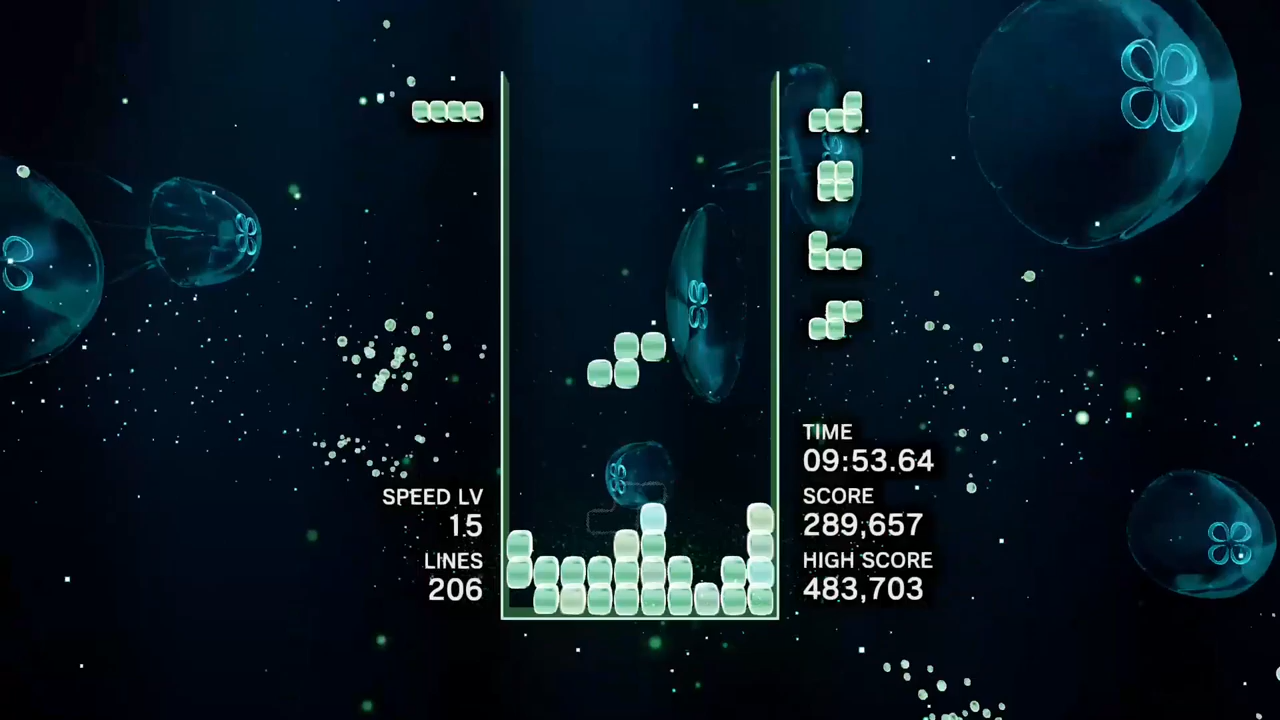 SPEED LV
15
LINES
206
TIME
09:53.64
SCORE
289,657
HIGH SCORE
483,703